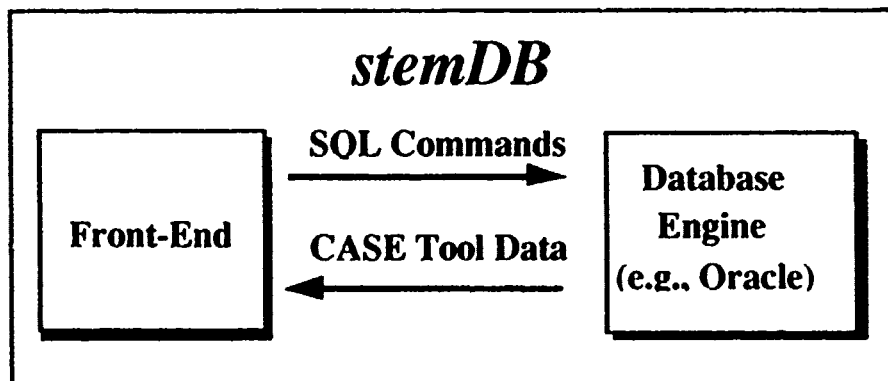 stemDB
SQL Commands
Front-End
CASE Tool Data
Database
Engine
(e.g., Oracle)